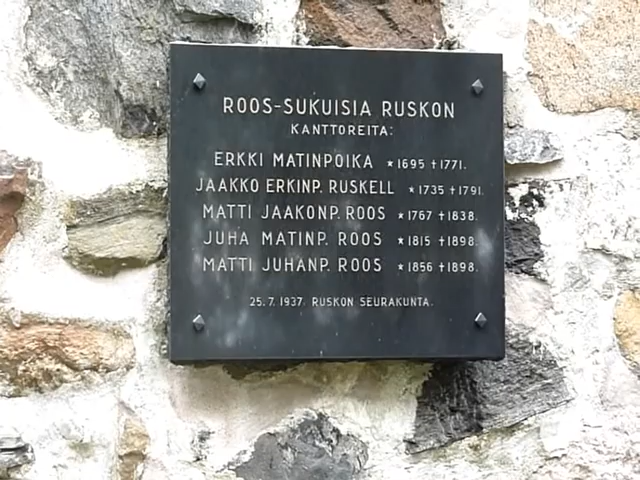 ROOS-SUKUISIA RUSKON
KANTTOREITA:
ERKKI MATINPOIKA *1695 †1771.
JAAKKO ERKINP. RUSKELL *1735 †1791.
MATTI JAAKONP. ROOS *1767 †1838.
JUHA MATINP. ROOS *1815 †1898.
MATTI JUHANP. ROOS *1856 †1898.
25.7.1937. RUSKON SEURAKUNTA.